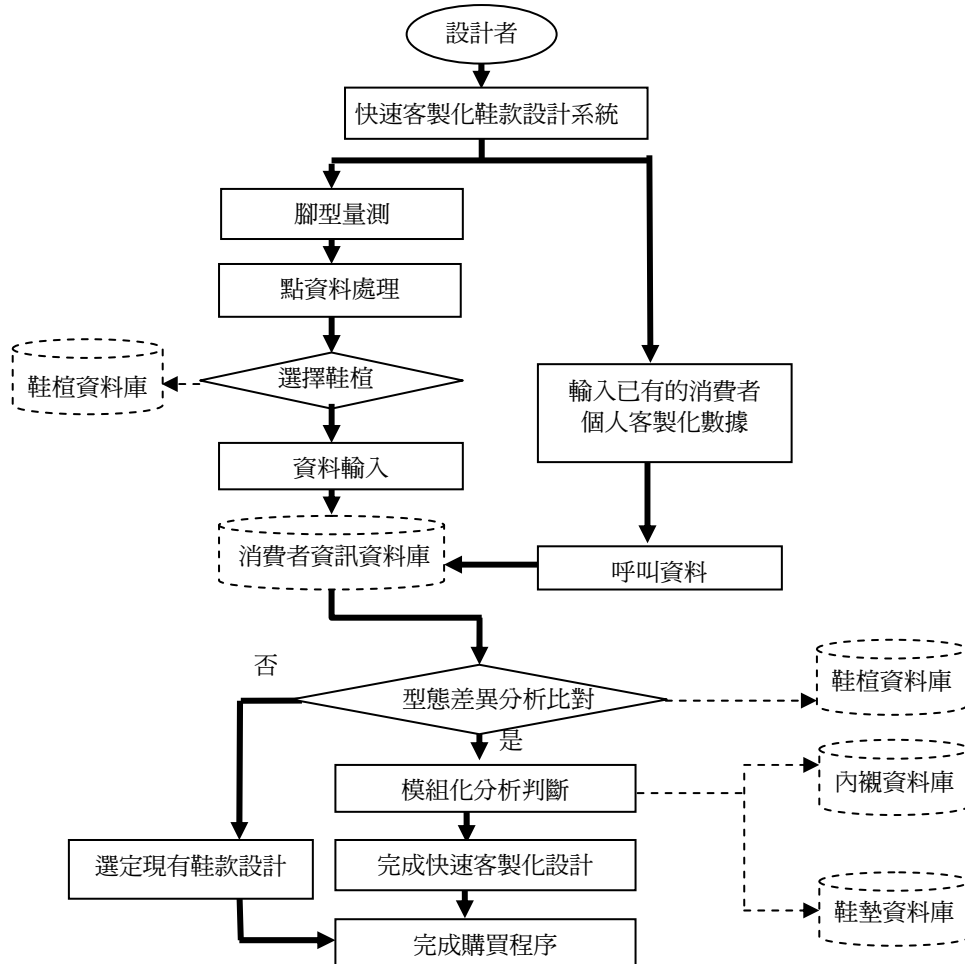 設計者
快速客製化鞋款設計系統
腳型量測
點資料處理
選擇鞋楦
鞋楦資料庫
輸入已有的消費者
個人客製化數據
資料輸入
消費者資訊資料庫
呼叫資料
否
型態差異分析比對
鞋楦資料庫
是
模組化分析判斷
內襯資料庫
選定現有鞋款設計
完成快速客製化設計
鞋墊資料庫
完成購買程序